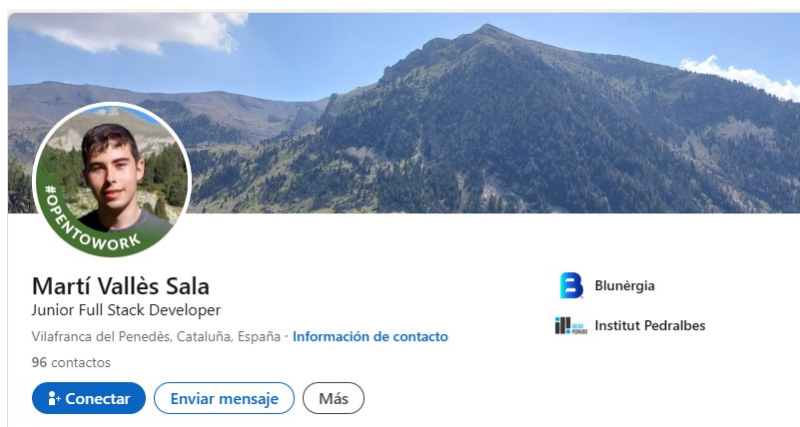 #OPENTOWORK
Martí Vallès Sala
Junior Full Stack Developer
Vilafranca del Penedès, Cataluña, España · Información de contacto
96 contactos
Conectar
Enviar mensaje
Más
Blunèrgia
Institut Pedralbes